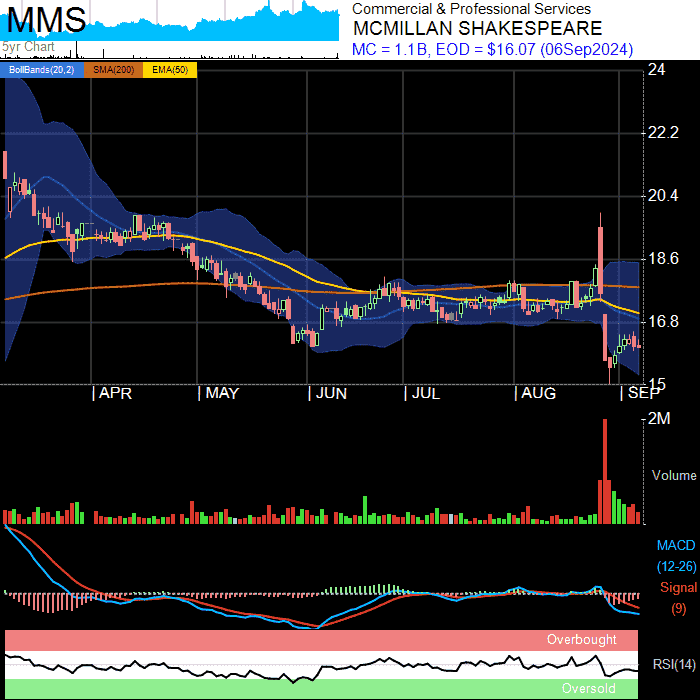 MMS
5yr Chart
Commercial & Professional Services
MCMILLAN SHAKESPEARE
MC = 1.1B, EOD = $16.07 (06Sep2024)
BollBands(20,2) SMA(200) EMA(50)
24
22.2
20.4
18.6
16.8
15
APR MAY JUN JUL AUG SEP
2M
Volume
MACD
(12-26)
Signal
(9)
Overbought
RSI(14)
Oversold